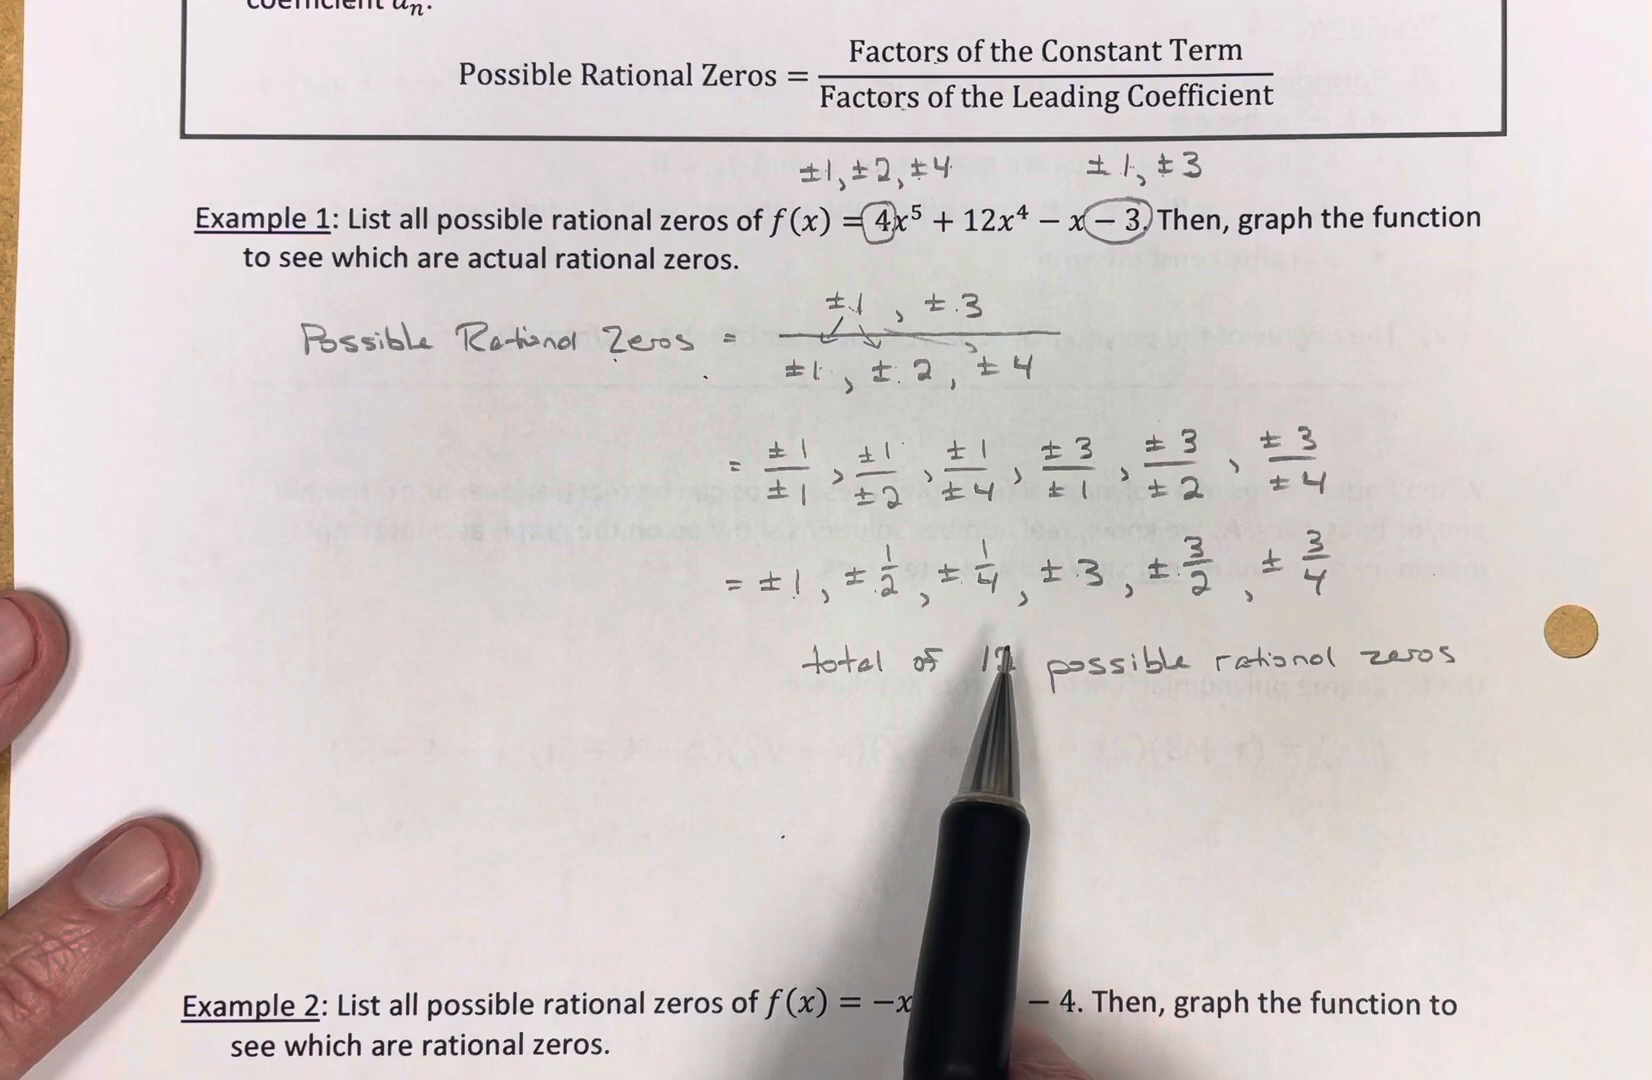 coefficient aₙ.
Possible Rational Zeros = Factors of the Constant Term / Factors of the Leading Coefficient
±1, ±2, ±4 ±1, ±3
Example 1: List all possible rational zeros of f(x) = 4x⁵ + 12x⁴ − x − 3. Then, graph the function
to see which are actual rational zeros.
Possible Rational Zeros = ±1, ±3 / ±1, ±2, ±4
= ±1/±1, ±1/±2, ±1/±4, ±3/±1, ±3/±2, ±3/±4
= ±1, ±1/2, ±1/4, ±3, ±3/2, ±3/4
total of 12 possible rational zeros
Example 2: List all possible rational zeros of f(x) = −x − 4. Then, graph the function to
see which are rational zeros.